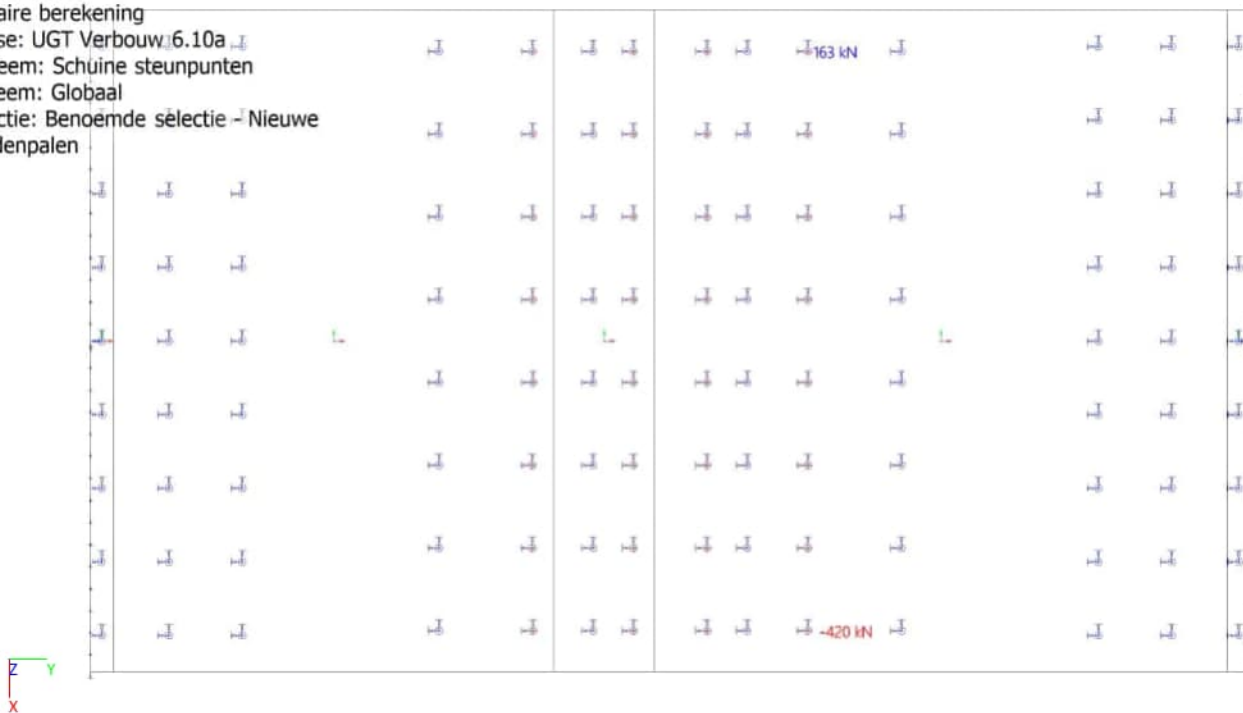 aire berekening
se: UGT Verbouw 6.10a
eem: Schuine steunpunten
eem: Globaal
ctie: Benoemde selectie - Nieuwe
lenpalen
163 kN
-420 kN
Z Y
X